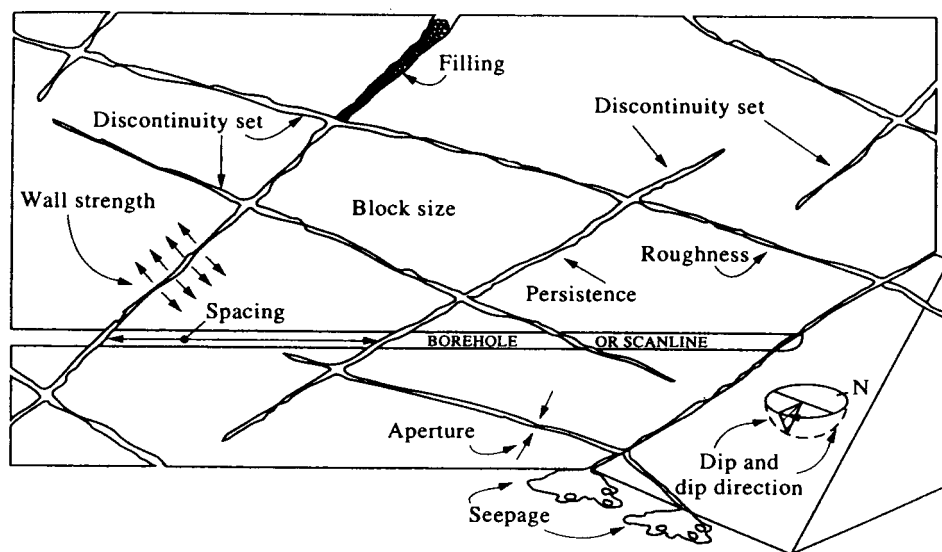 Filling
Discontinuity set
Discontinuity set
Wall strength
Block size
Roughness
Persistence
Spacing
BOREHOLE OR SCANLINE
N
Aperture
Dip and
dip direction
Seepage